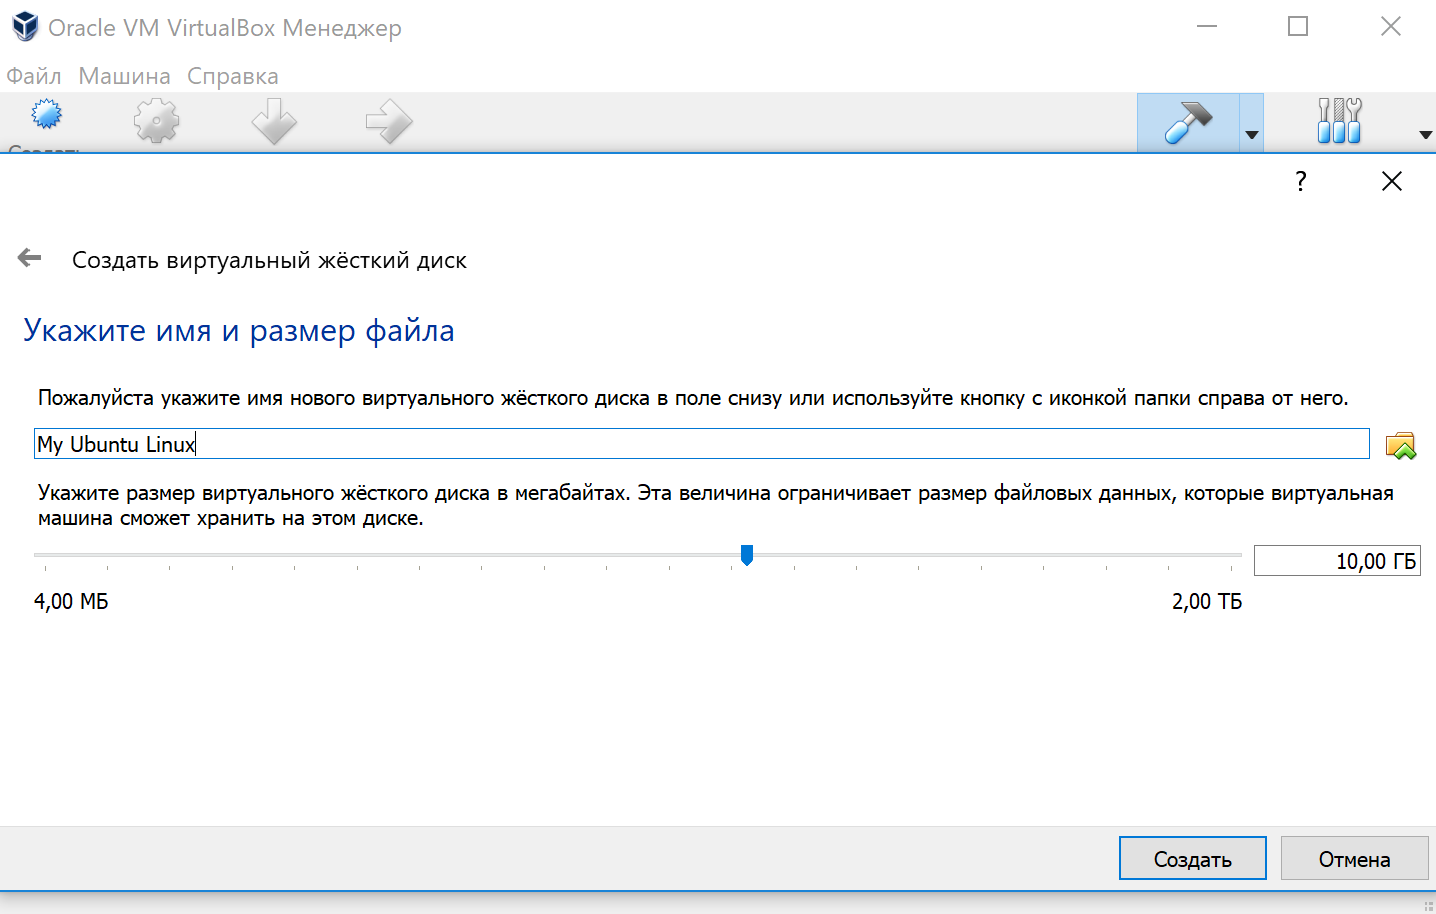 Oracle VM VirtualBox Менеджер
Файл Машина Справка
Создать
?
Создать виртуальный жёсткий диск
Укажите имя и размер файла
Пожалуйста укажите имя нового виртуального жёсткого диска в поле снизу или используйте кнопку с иконкой папки справа от него.
My Ubuntu Linux
Укажите размер виртуального жёсткого диска в мегабайтах. Эта величина ограничивает размер файловых данных, которые виртуальная
машина сможет хранить на этом диске.
10,00 ГБ
4,00 МБ 2,00 ТБ
Создать Отмена